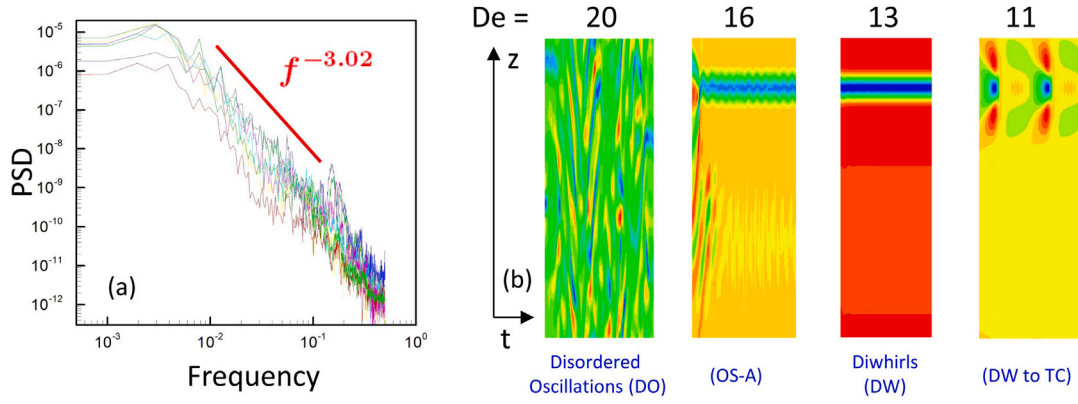 10⁻⁵
10⁻⁶
10⁻⁷
10⁻⁸
10⁻⁹
10⁻¹⁰
10⁻¹¹
10⁻¹²
PSD
f⁻³·⁰²
(a)
10⁻³
10⁻²
10⁻¹
10⁰
Frequency
De = 20 16 13 11
z
(b)
t
Disordered
Oscillations (DO)
(OS-A)
Diwhirls
(DW)
(DW to TC)